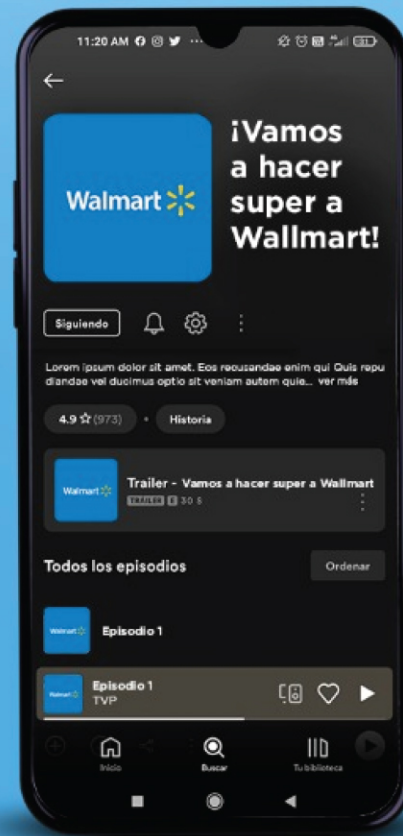 11:20 AM
Walmart
¡Vamos
a hacer
super a
Wallmart!
Siguiendo
Lorem ipsum dolor sit amet. Eos recusandae enim qui Quis repu
diandae vel ducimus optio sit veniam autem quie... ver más
4.9 (973) • Historia
Walmart
Trailer - Vamos a hacer super a Wallmart
TRÁILER E 30 S
Todos los episodios
Ordenar
Walmart
Episodio 1
Walmart
Episodio 1
TVP
Inicio
Buscar
Tu biblioteca